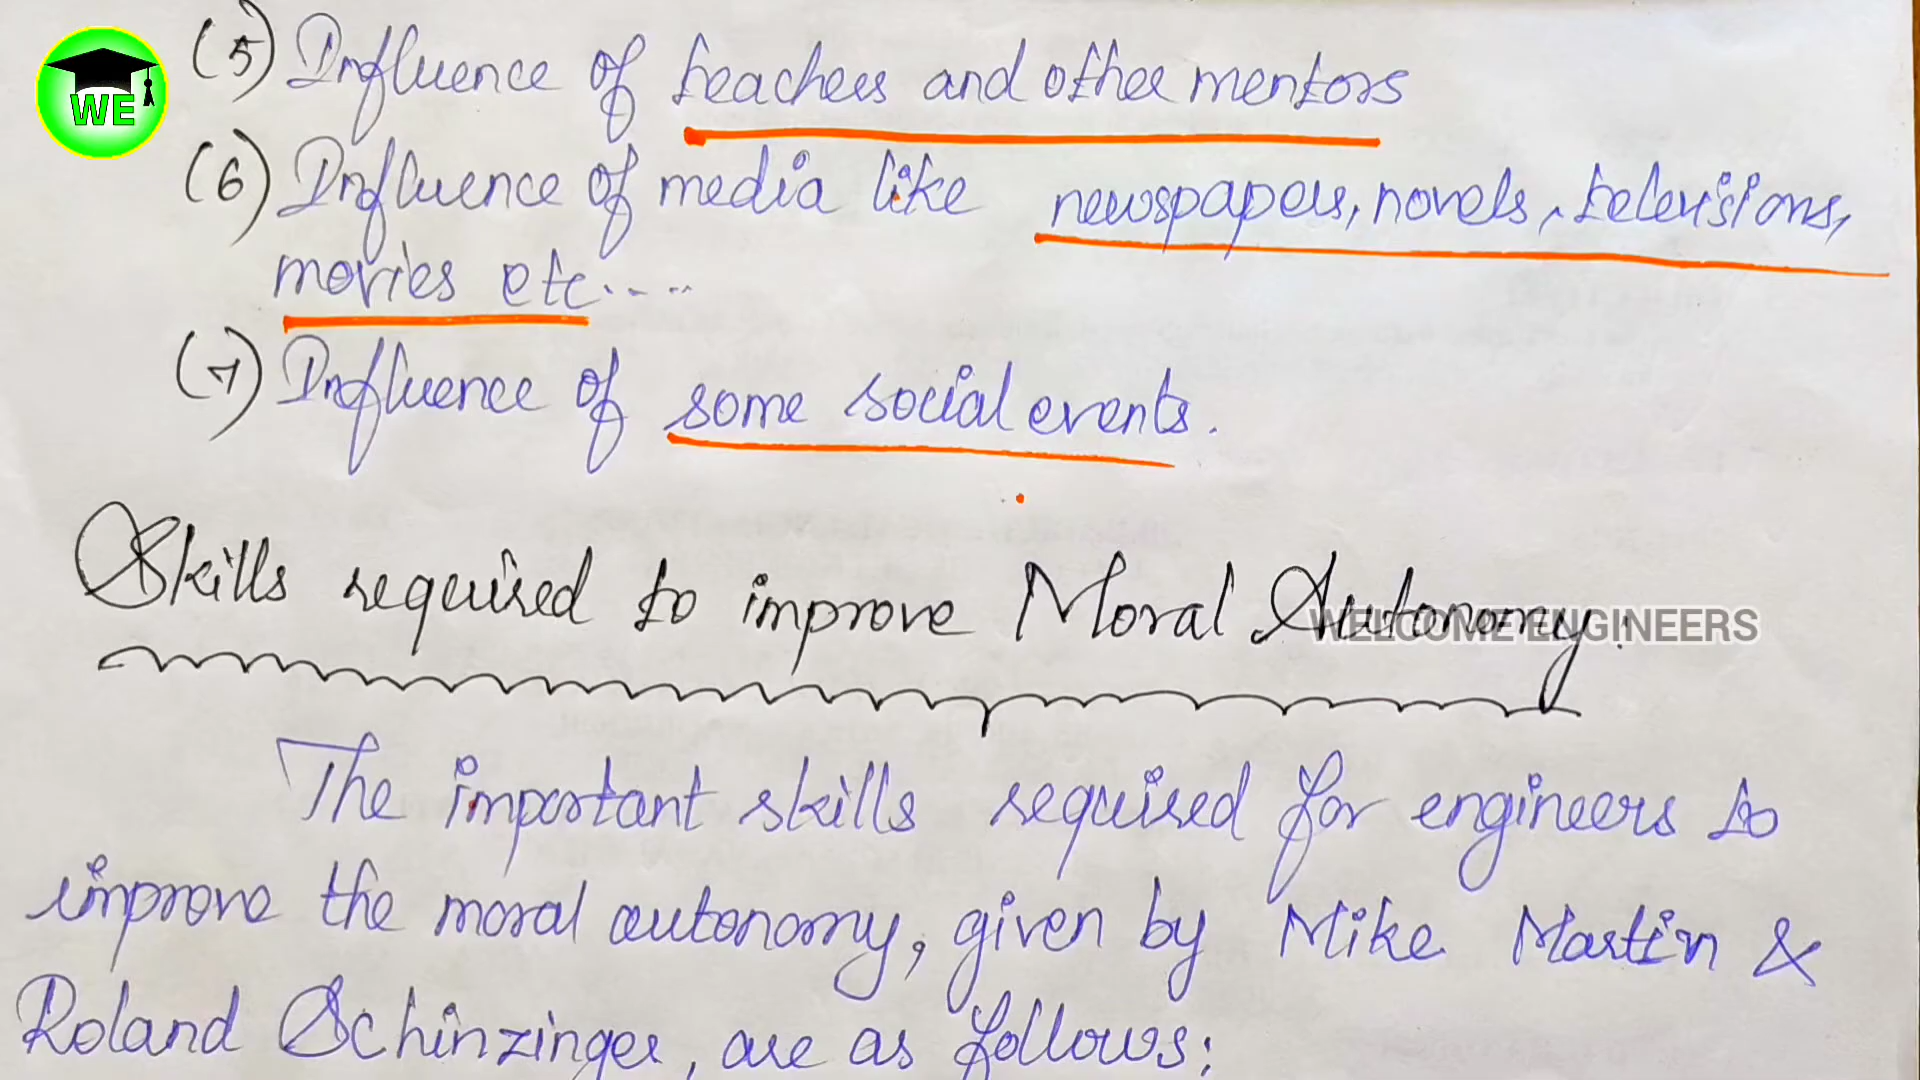 WE
(5) Influence of teachers and other mentors
(6) Influence of media like newspapers, novels, televisions,
movies etc.....
(7) Influence of some social events.
Skills required to improve Moral Autonomy:
WELCOME ENGINEERS
The important skills required for engineers to
improve the moral autonomy, given by Mike Martin &
Roland Schinzinger, are as follows: